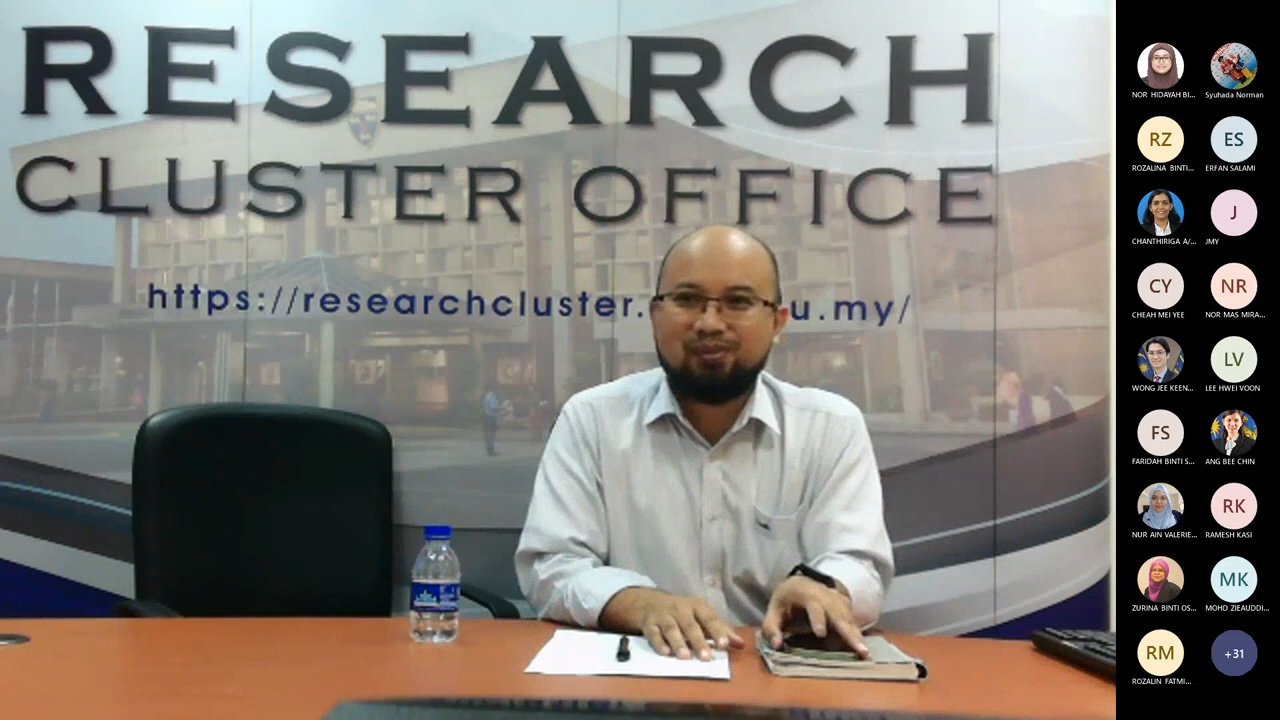 RESEARCH
CLUSTER OFFICE
https://researchcluster.
u.my/
NOR HIDAYAH BI...
Syuhada Norman
RZ
ES
ROZALINA BINTI...
ERFAN SALAMI
J
CHANTHIRIGA A/...
JMY
CY
NR
CHEAH MEI YEE
NOR MAS MIRA...
LV
WONG JEE KEEN...
LEE HWEI VOON
FS
FARIDAH BINTI S...
ANG BEE CHIN
RK
NUR AIN VALERIE...
RAMESH KASI
MK
ZURINA BINTI OS...
MOHD ZIEAUDDI...
RM
+31
ROZALIN FATMI...